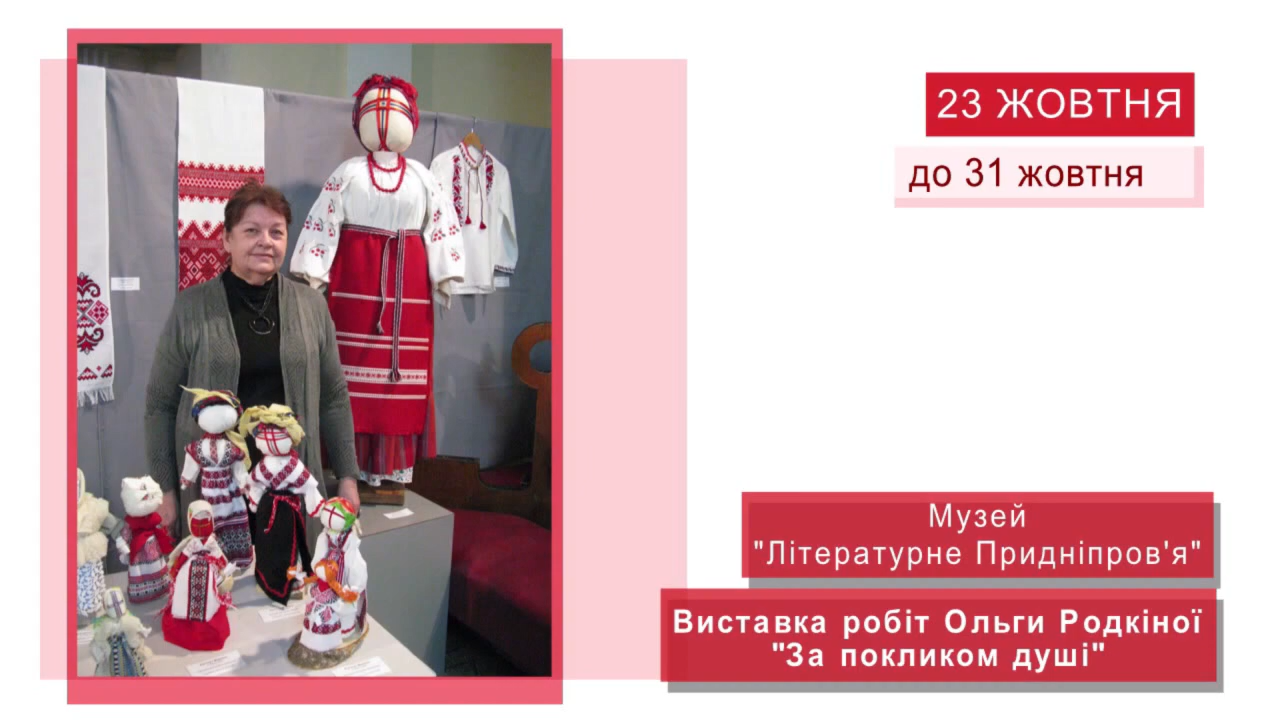 23 ЖОВТНЯ
до 31 жовтня
Музей
"Літературне Придніпров'я"
Виставка робіт Ольги Родкіної
"За покликом душі"